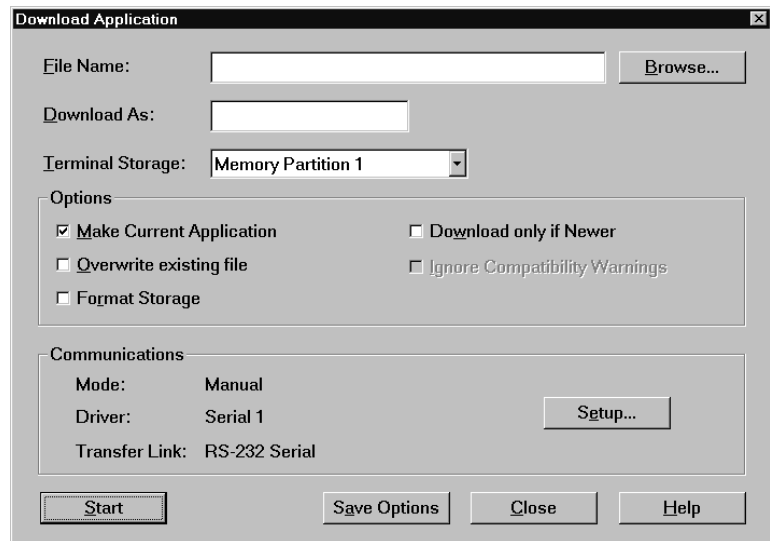 Download Application
File Name:
Browse...
Download As:
Terminal Storage:
Memory Partition 1
Options
Make Current Application
Download only if Newer
Overwrite existing file
Ignore Compatibility Warnings
Format Storage
Communications
Mode: Manual
Driver: Serial 1
Setup...
Transfer Link: RS-232 Serial
Start
Save Options
Close
Help